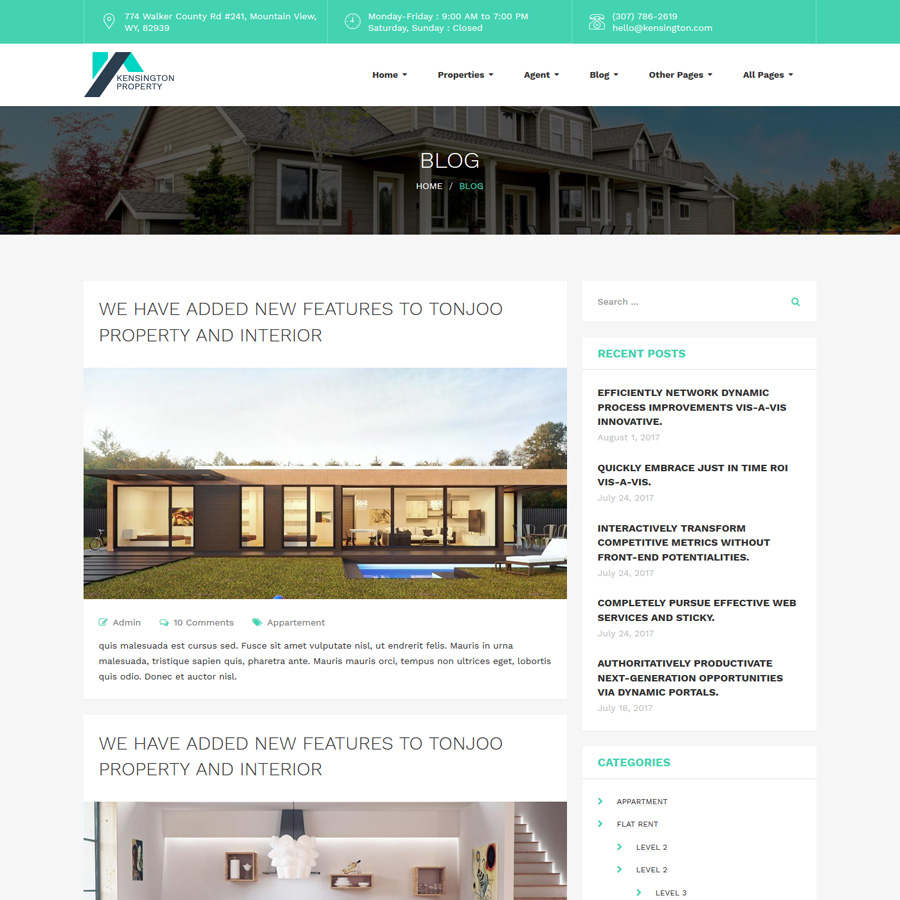 774 Walker County Rd #241, Mountain View,
WY, 82939
Monday-Friday : 9:00 AM to 7:00 PM
Saturday, Sunday : Closed
(307) 786-2619
hello@kensington.com
KENSINGTON
PROPERTY
Home
Properties
Agent
Blog
Other Pages
All Pages
BLOG
HOME / BLOG
WE HAVE ADDED NEW FEATURES TO TONJOO
PROPERTY AND INTERIOR
Admin
10 Comments
Appartement
quis malesuada est cursus sed. Fusce sit amet vulputate nisl, ut endrerit felis. Mauris in urna
malesuada, tristique sapien quis, pharetra ante. Mauris mauris orci, tempus non ultrices eget, lobortis
quis odio. Donec et auctor nisl.
WE HAVE ADDED NEW FEATURES TO TONJOO
PROPERTY AND INTERIOR
Search ...
RECENT POSTS
EFFICIENTLY NETWORK DYNAMIC
PROCESS IMPROVEMENTS VIS-A-VIS
INNOVATIVE.
August 1, 2017
QUICKLY EMBRACE JUST IN TIME ROI
VIS-A-VIS.
July 24, 2017
INTERACTIVELY TRANSFORM
COMPETITIVE METRICS WITHOUT
FRONT-END POTENTIALITIES.
July 24, 2017
COMPLETELY PURSUE EFFECTIVE WEB
SERVICES AND STICKY.
July 24, 2017
AUTHORITATIVELY PRODUCTIVATE
NEXT-GENERATION OPPORTUNITIES
VIA DYNAMIC PORTALS.
July 18, 2017
CATEGORIES
APPARTMENT
FLAT RENT
LEVEL 2
LEVEL 2
LEVEL 3